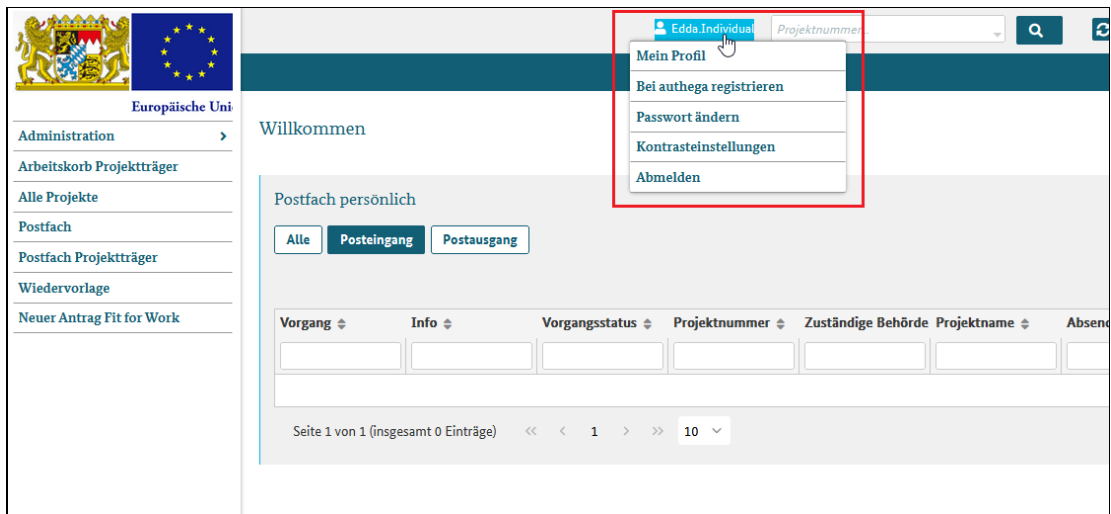 Edda.Individual
Projektnummer..
Mein Profil
Bei authega registrieren
Passwort ändern
Kontrasteinstellungen
Abmelden
Europäische Uni
Administration
Arbeitskorb Projektträger
Alle Projekte
Postfach
Postfach Projektträger
Wiedervorlage
Neuer Antrag Fit for Work
Willkommen
Postfach persönlich
Alle Posteingang Postausgang
Vorgang Info Vorgangsstatus Projektnummer Zuständige Behörde Projektname Absend
Seite 1 von 1 (insgesamt 0 Einträge) << < 1 > >> 10